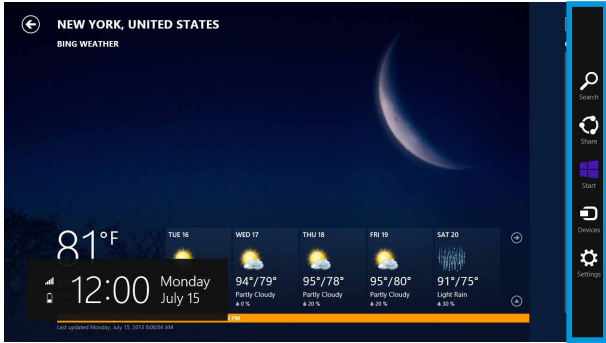 NEW YORK, UNITED STATES
BING WEATHER
Search
Share
Start
Devices
Settings
81°F
TUE 16
WED 17
THU 18
FRI 19
SAT 20
94°/79°
95°/78°
95°/80°
91°/75°
Partly Cloudy
Partly Cloudy
Partly Cloudy
Light Rain
0 %
20 %
20 %
30 %
12:00
Monday
July 15
PM
Last updated Monday, July 15, 2013 6:06:04 AM